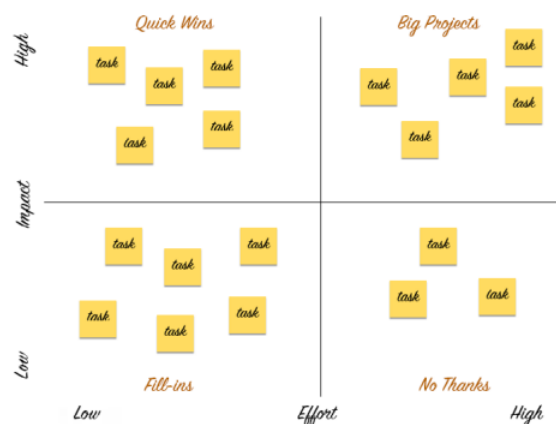 Quick Wins
Big Projects
High
task
task
task
task
task
task
task
task
task
task
Impact
task
task
task
task
task
task
task
task
task
Low
Fill-ins
No Thanks
Low
Effort
High